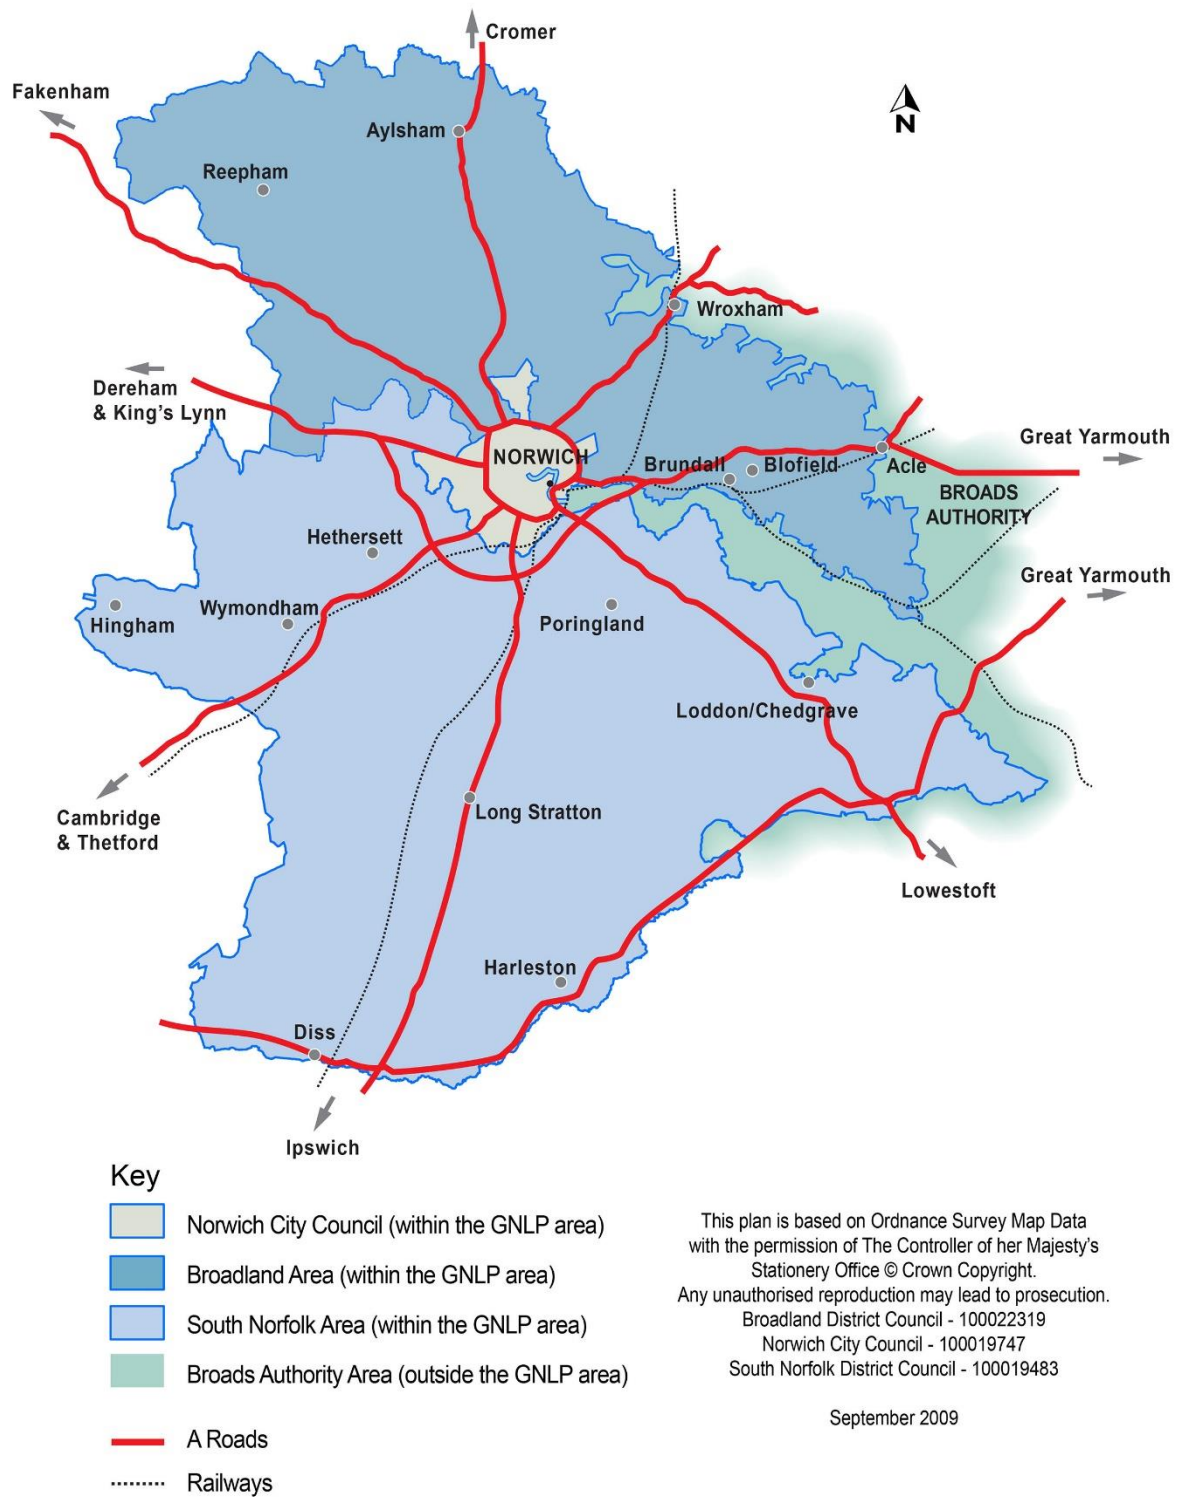 Cromer
Fakenham
N
Aylsham
Reepham
Wroxham
Dereham
& King's Lynn
Great Yarmouth
NORWICH
Brundall
Blofield
Acle
BROADS
AUTHORITY
Hethersett
Great Yarmouth
Hingham
Wymondham
Poringland
Loddon/Chedgrave
Long Stratton
Cambridge
& Thetford
Lowestoft
Harleston
Diss
Ipswich
Key
Norwich City Council (within the GNLP area)
Broadland Area (within the GNLP area)
South Norfolk Area (within the GNLP area)
Broads Authority Area (outside the GNLP area)
A Roads
Railways
This plan is based on Ordnance Survey Map Data
with the permission of The Controller of her Majesty's
Stationery Office © Crown Copyright.
Any unauthorised reproduction may lead to prosecution.
Broadland District Council - 100022319
Norwich City Council - 100019747
South Norfolk District Council - 100019483
September 2009